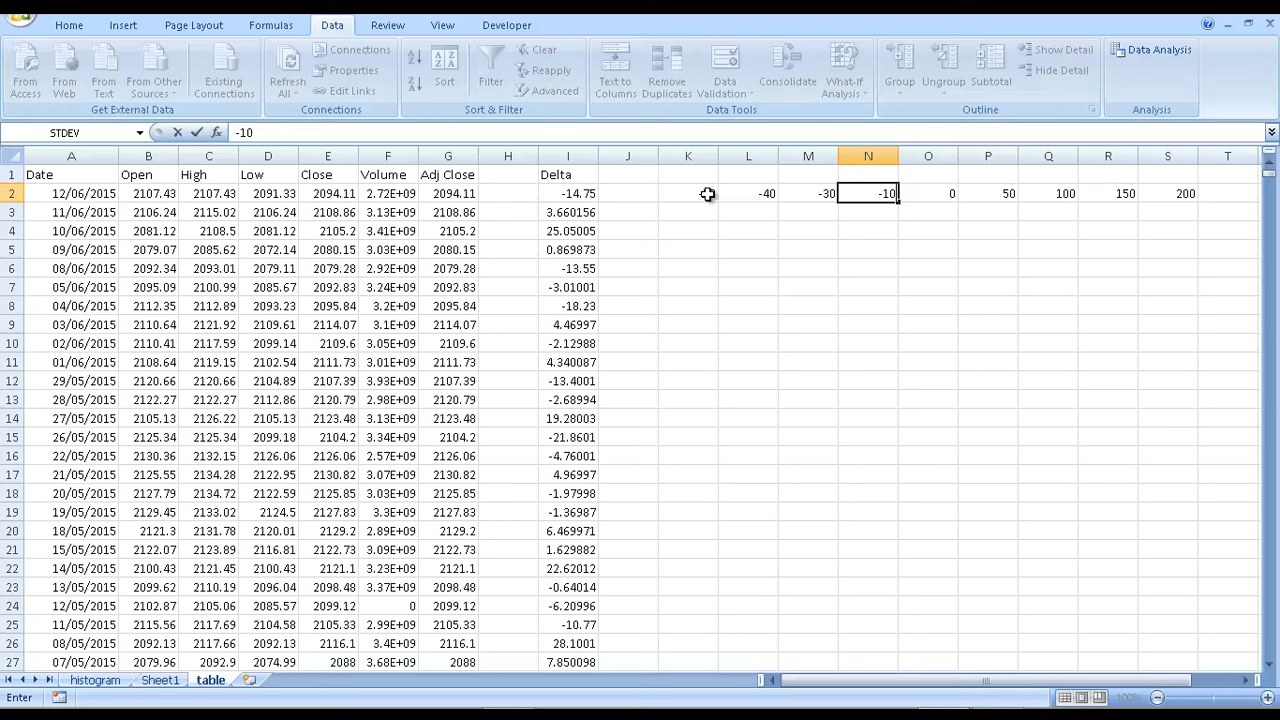 Home Insert Page Layout Formulas Data Review View Developer
From Access From Web From Text From Other Sources Existing Connections Refresh All Connections Properties Edit Links Sort Filter Clear Reapply Advanced Text to Columns Remove Duplicates Data Validation Consolidate What-If Analysis Group Ungroup Subtotal Show Detail Hide Detail Data Analysis
Get External Data Connections Sort & Filter Data Tools Outline Analysis
STDEV fx -10
A B C D E F G H I J K L M N O P Q R S T
1 Date Open High Low Close Volume Adj Close Delta
2 12/06/2015 2107.43 2107.43 2091.33 2094.11 2.72E+09 2094.11 -14.75 -40 -30 -10 0 50 100 150 200
3 11/06/2015 2106.24 2115.02 2106.24 2108.86 3.13E+09 2108.86 3.660156
4 10/06/2015 2081.12 2108.5 2081.12 2105.2 3.41E+09 2105.2 25.05005
5 09/06/2015 2079.07 2085.62 2072.14 2080.15 3.03E+09 2080.15 0.869873
6 08/06/2015 2092.34 2093.01 2079.11 2079.28 2.92E+09 2079.28 -13.55
7 05/06/2015 2095.09 2100.99 2085.67 2092.83 3.24E+09 2092.83 -3.01001
8 04/06/2015 2112.35 2112.89 2093.23 2095.84 3.2E+09 2095.84 -18.23
9 03/06/2015 2110.64 2121.92 2109.61 2114.07 3.1E+09 2114.07 4.46997
10 02/06/2015 2110.41 2117.59 2099.14 2109.6 3.05E+09 2109.6 -2.12988
11 01/06/2015 2108.64 2119.15 2102.54 2111.73 3.01E+09 2111.73 4.340087
12 29/05/2015 2120.66 2120.66 2104.89 2107.39 3.93E+09 2107.39 -13.4001
13 28/05/2015 2122.27 2122.27 2112.86 2120.79 2.98E+09 2120.79 -2.68994
14 27/05/2015 2105.13 2126.22 2105.13 2123.48 3.13E+09 2123.48 19.28003
15 26/05/2015 2125.34 2125.34 2099.18 2104.2 3.34E+09 2104.2 -21.8601
16 22/05/2015 2130.36 2132.15 2126.06 2126.06 2.57E+09 2126.06 -4.76001
17 21/05/2015 2125.55 2134.28 2122.95 2130.82 3.07E+09 2130.82 4.96997
18 20/05/2015 2127.79 2134.72 2122.59 2125.85 3.03E+09 2125.85 -1.97998
19 19/05/2015 2129.45 2133.02 2124.5 2127.83 3.3E+09 2127.83 -1.36987
20 18/05/2015 2121.3 2131.78 2120.01 2129.2 2.89E+09 2129.2 6.469971
21 15/05/2015 2122.07 2123.89 2116.81 2122.73 3.09E+09 2122.73 1.629882
22 14/05/2015 2100.43 2121.45 2100.43 2121.1 3.23E+09 2121.1 22.62012
23 13/05/2015 2099.62 2110.19 2096.04 2098.48 3.37E+09 2098.48 -0.64014
24 12/05/2015 2102.87 2105.06 2085.57 2099.12 0 2099.12 -6.20996
25 11/05/2015 2115.56 2117.69 2104.58 2105.33 2.99E+09 2105.33 -10.77
26 08/05/2015 2092.13 2117.66 2092.13 2116.1 3.4E+09 2116.1 28.1001
27 07/05/2015 2079.96 2092.9 2074.99 2088 3.68E+09 2088 7.850098
histogram Sheet1 table
Enter 100%